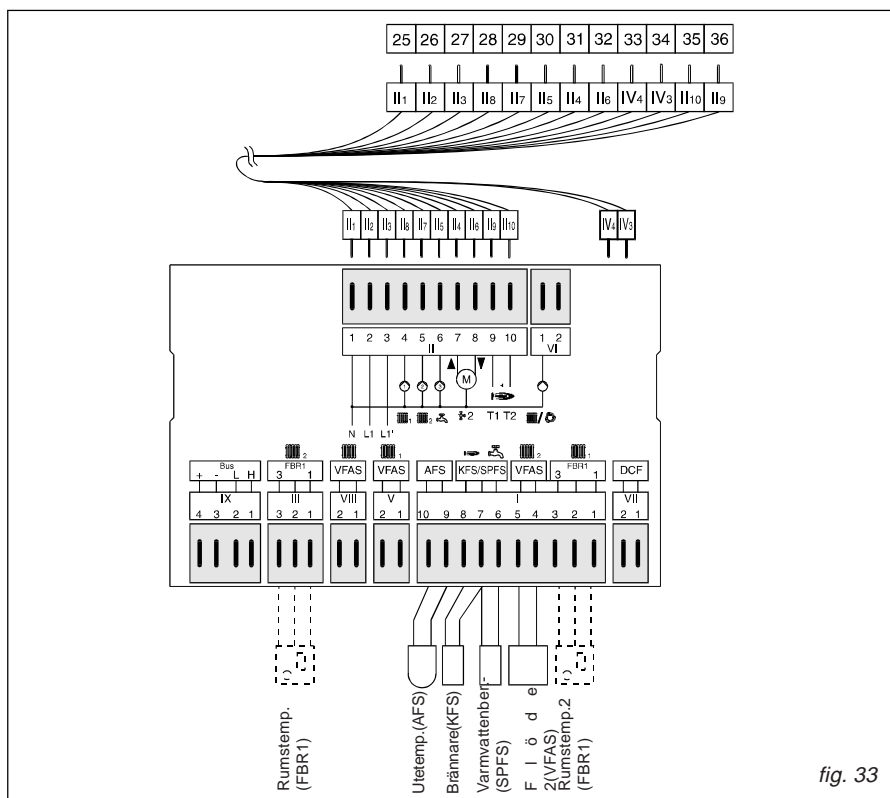 25 26 27 28 29 30 31 32 33 34 35 36
II1 II2 II3 II8 II7 II5 II4 II6 IV4 IV3 II10 II9
II1 II2 II3 II8 II7 II5 II4 II6 II9 II10 IV4 IV3
1 2 3 4 5 6 7 8 9 10 1 2
II VI
M
1 2 2 T1 T2 /
N L1 L1'
2 1 2
Bus FBR1 VFAS VFAS AFS KFS/SPFS VFAS FBR1 DCF
+ - L H 3 1 3 1
IX III VIII V I VII
4 3 2 1 3 2 1 2 1 2 1 10 9 8 7 6 5 4 3 2 1 2 1
Rumstemp.
(FBR1)
Utetemp.(AFS)
Brännare(KFS)
Varmvattenber.-
(SPFS)
F l ö d e
2(VFAS)
Rumstemp.2
(FBR1)
fig. 33